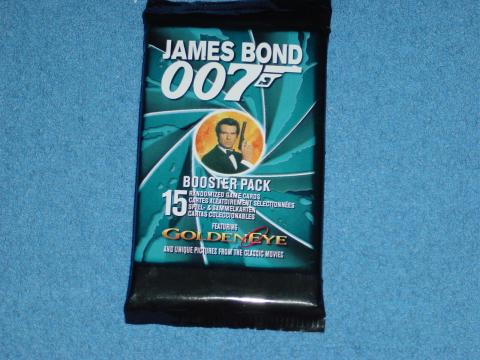 JAMES BOND
007
BOOSTER PACK
15 RANDOMIZED GAME CARDS
CARTES ALÉATOIREMENT SÉLECTIONNÉES
SPIEL- & SAMMELKARTEN
CARTAS COLECCIONABLES
FEATURING
GOLDENEYE
AND UNIQUE PICTURES FROM THE CLASSIC MOVIES